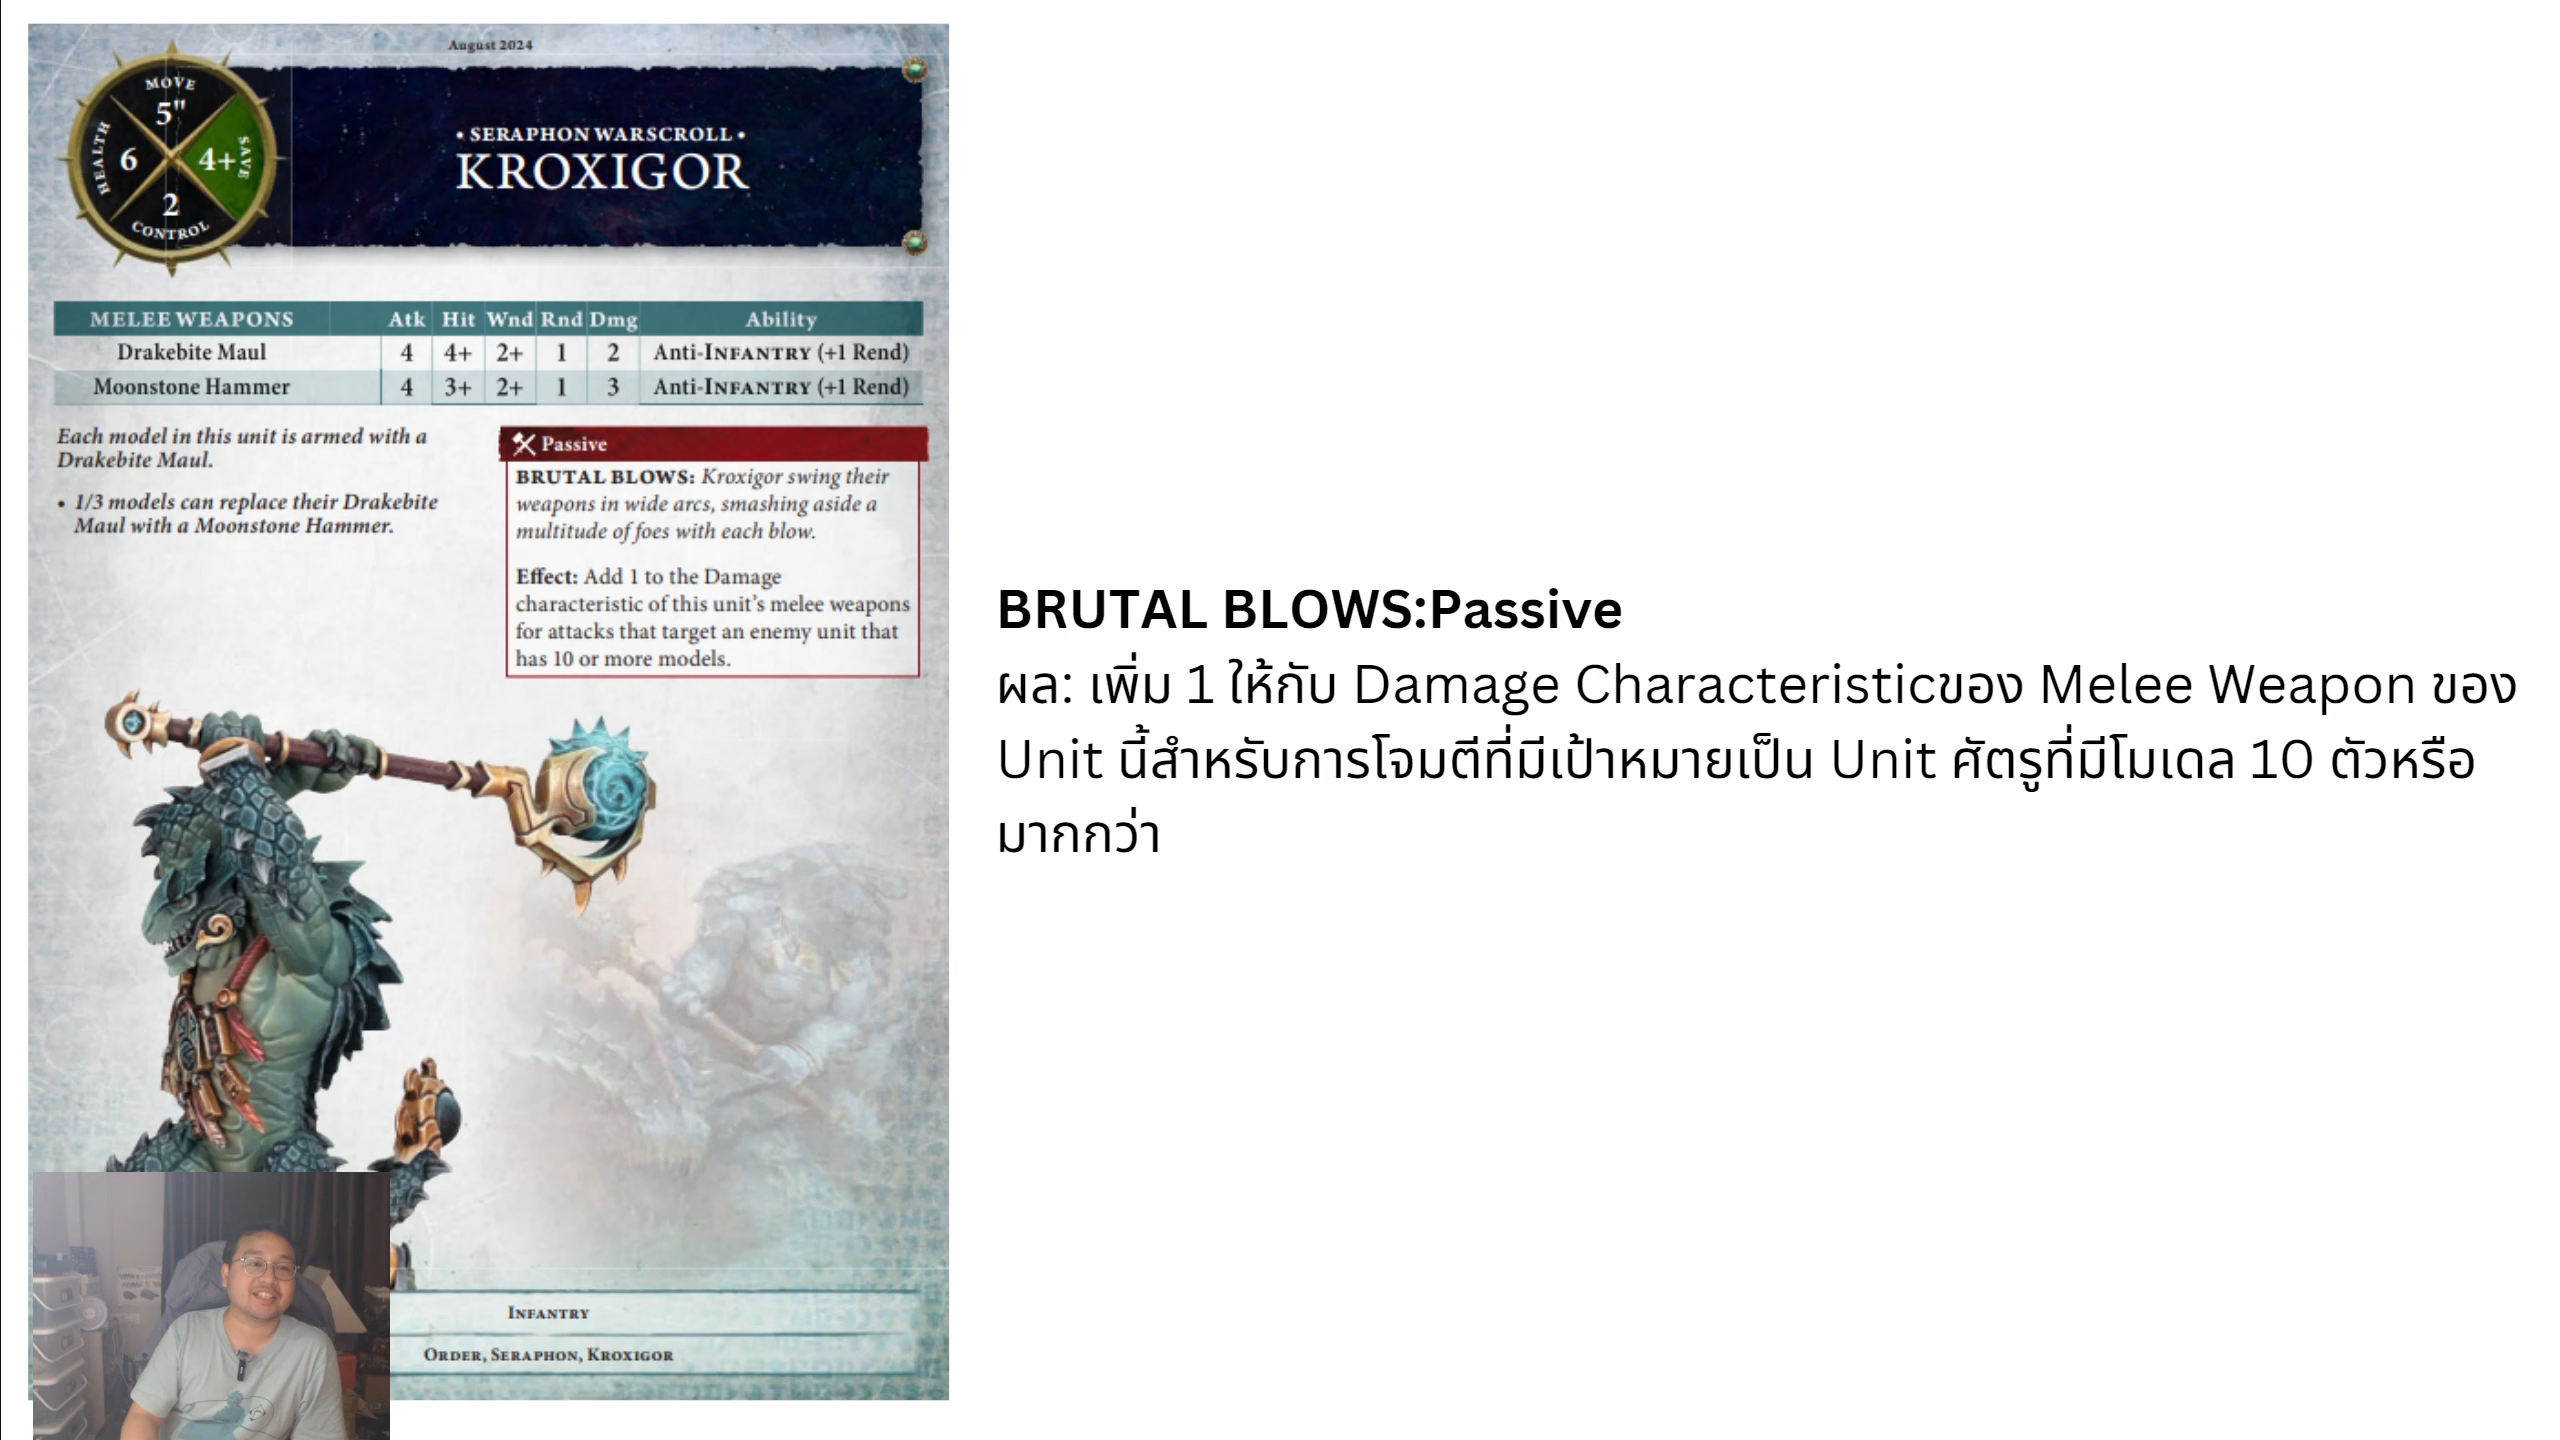 August 2024
MOVE
5"
HEALTH
6
4+
SAVE
2
CONTROL
• SERAPHON WARSCROLL •
KROXIGOR
MELEE WEAPONS Atk Hit Wnd Rnd Dmg Ability
Drakebite Maul 4 4+ 2+ 1 2 Anti-INFANTRY (+1 Rend)
Moonstone Hammer 4 3+ 2+ 1 3 Anti-INFANTRY (+1 Rend)
Each model in this unit is armed with a
Drakebite Maul.
• 1/3 models can replace their Drakebite
Maul with a Moonstone Hammer.
Passive
BRUTAL BLOWS: Kroxigor swing their
weapons in wide arcs, smashing aside a
multitude of foes with each blow.
Effect: Add 1 to the Damage
characteristic of this unit's melee weapons
for attacks that target an enemy unit that
has 10 or more models.
INFANTRY
ORDER, SERAPHON, KROXIGOR
BRUTAL BLOWS:Passive
ผล: เพิ่ม 1 ให้กับ Damage Characteristicของ Melee Weapon ของ
Unit นี้สำหรับการโจมตีที่มีเป้าหมายเป็น Unit ศัตรูที่มีโมเดล 10 ตัวหรือ
มากกว่า